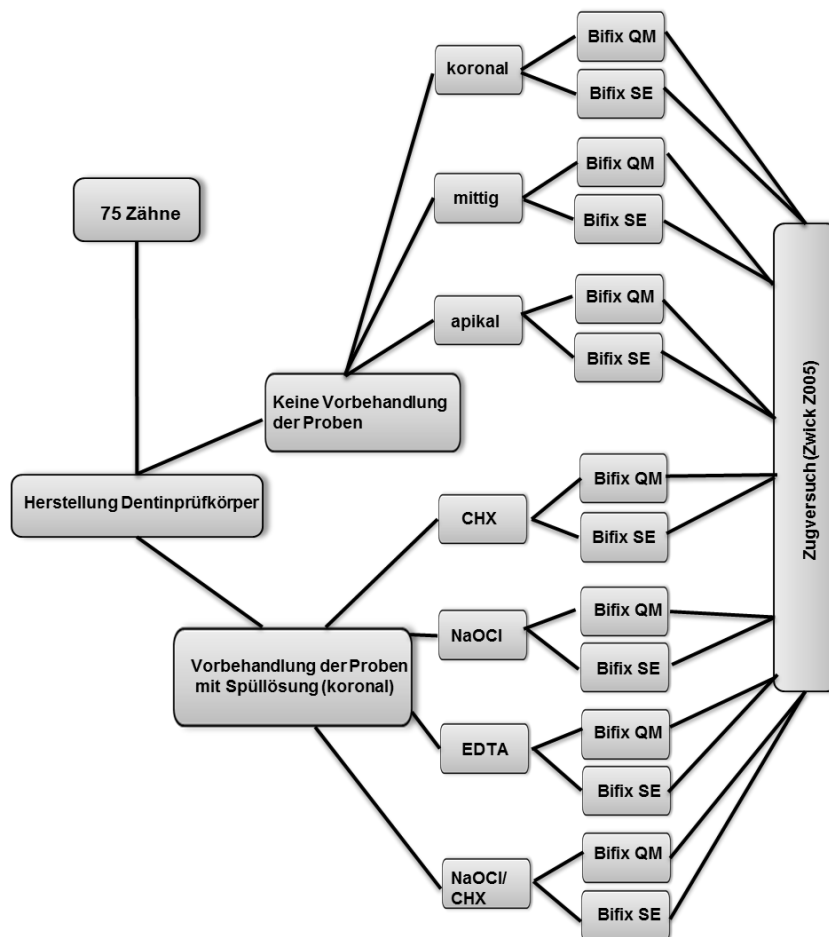 koronal
Bifix QM
Bifix SE
75 Zähne
mittig
Bifix QM
Bifix SE
apikal
Bifix QM
Bifix SE
Keine Vorbehandlung
der Proben
Herstellung Dentinprüfkörper
CHX
Bifix QM
Bifix SE
Vorbehandlung der Proben
mit Spüllösung (koronal)
NaOCl
Bifix QM
Bifix SE
EDTA
Bifix QM
Bifix SE
NaOCl/
CHX
Bifix QM
Bifix SE
Zugversuch (Zwick Z005)